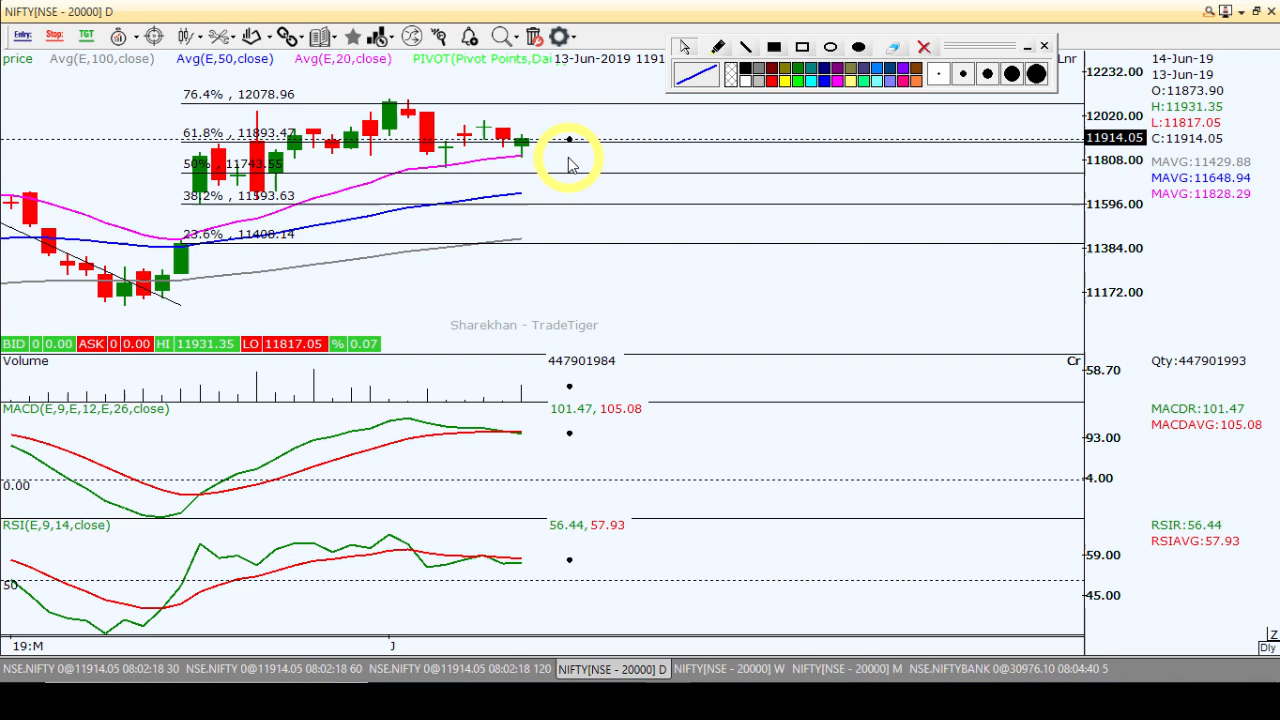 NIFTY[NSE - 20000] D
Entry: Stop: TGT
price Avg(E,100,close) Avg(E,50,close) Avg(E,20,close) PIVOT(Pivot Points,Dai 13-Jun-2019 1191 Lnr
14-Jun-19
13-Jun-19
O:11873.90
H:11931.35
L:11817.05
C:11914.05
MAVG:11429.88
MAVG:11648.94
MAVG:11828.29
12232.00
12020.00
11914.05
11808.00
11596.00
11384.00
11172.00
76.4% , 12078.96
61.8% , 11893.47
50% , 11743.55
38.2% , 11593.63
23.6% , 11408.14
Sharekhan - TradeTiger
BID 0 0.00 ASK 0 0.00 HI 11931.35 LO 11817.05 % 0.07
Volume 447901984 Cr
58.70
Qty:447901993
MACD(E,9,E,12,E,26,close) 101.47, 105.08
MACDR:101.47
MACDAVG:105.08
93.00
4.00
0.00
RSI(E,9,14,close) 56.44, 57.93
RSIR:56.44
RSIAVG:57.93
59.00
50
45.00
19:M J
Z
Dly
NSE.NIFTY 0@11914.05 08:02:18 30 NSE.NIFTY 0@11914.05 08:02:18 60 NSE.NIFTY 0@11914.05 08:02:18 120 NIFTY[NSE - 20000] D NIFTY[NSE - 20000] W NIFTY[NSE - 20000] M NSE.NIFTYBANK 0@30976.10 08:04:40 5